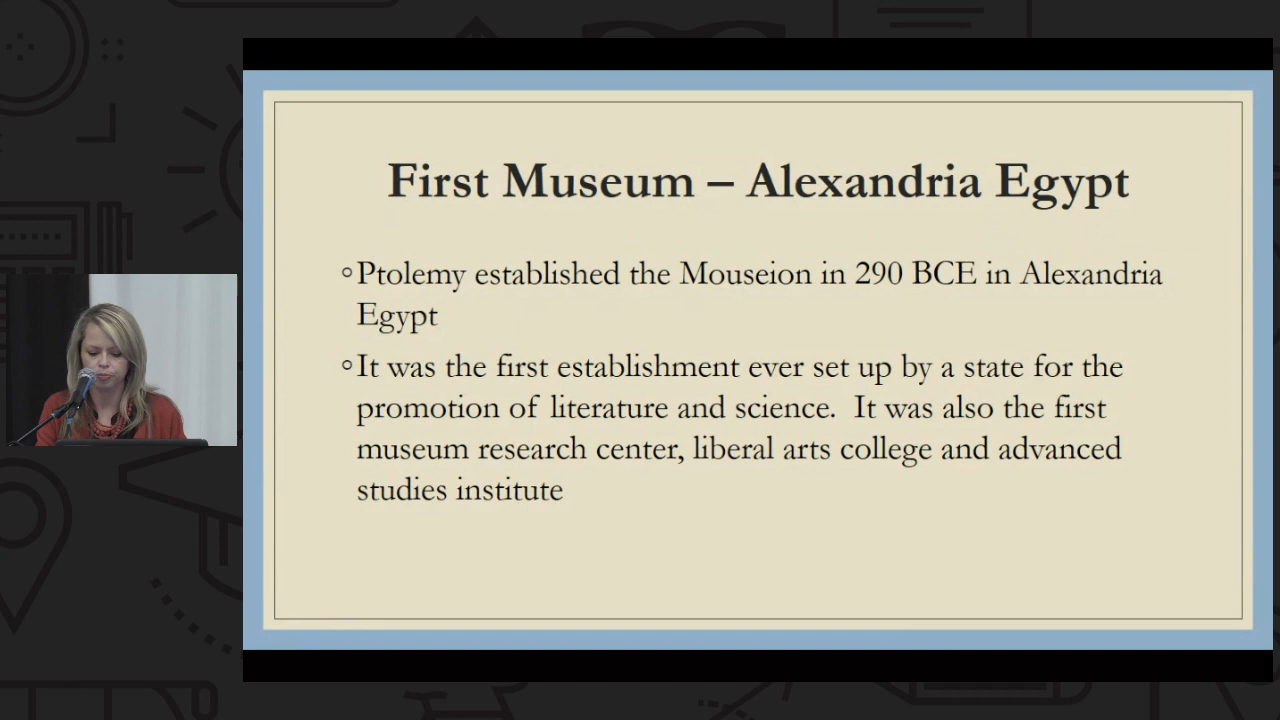 First Museum – Alexandria Egypt
◦Ptolemy established the Mouseion in 290 BCE in Alexandria
Egypt
◦It was the first establishment ever set up by a state for the
promotion of literature and science.  It was also the first
museum research center, liberal arts college and advanced
studies institute